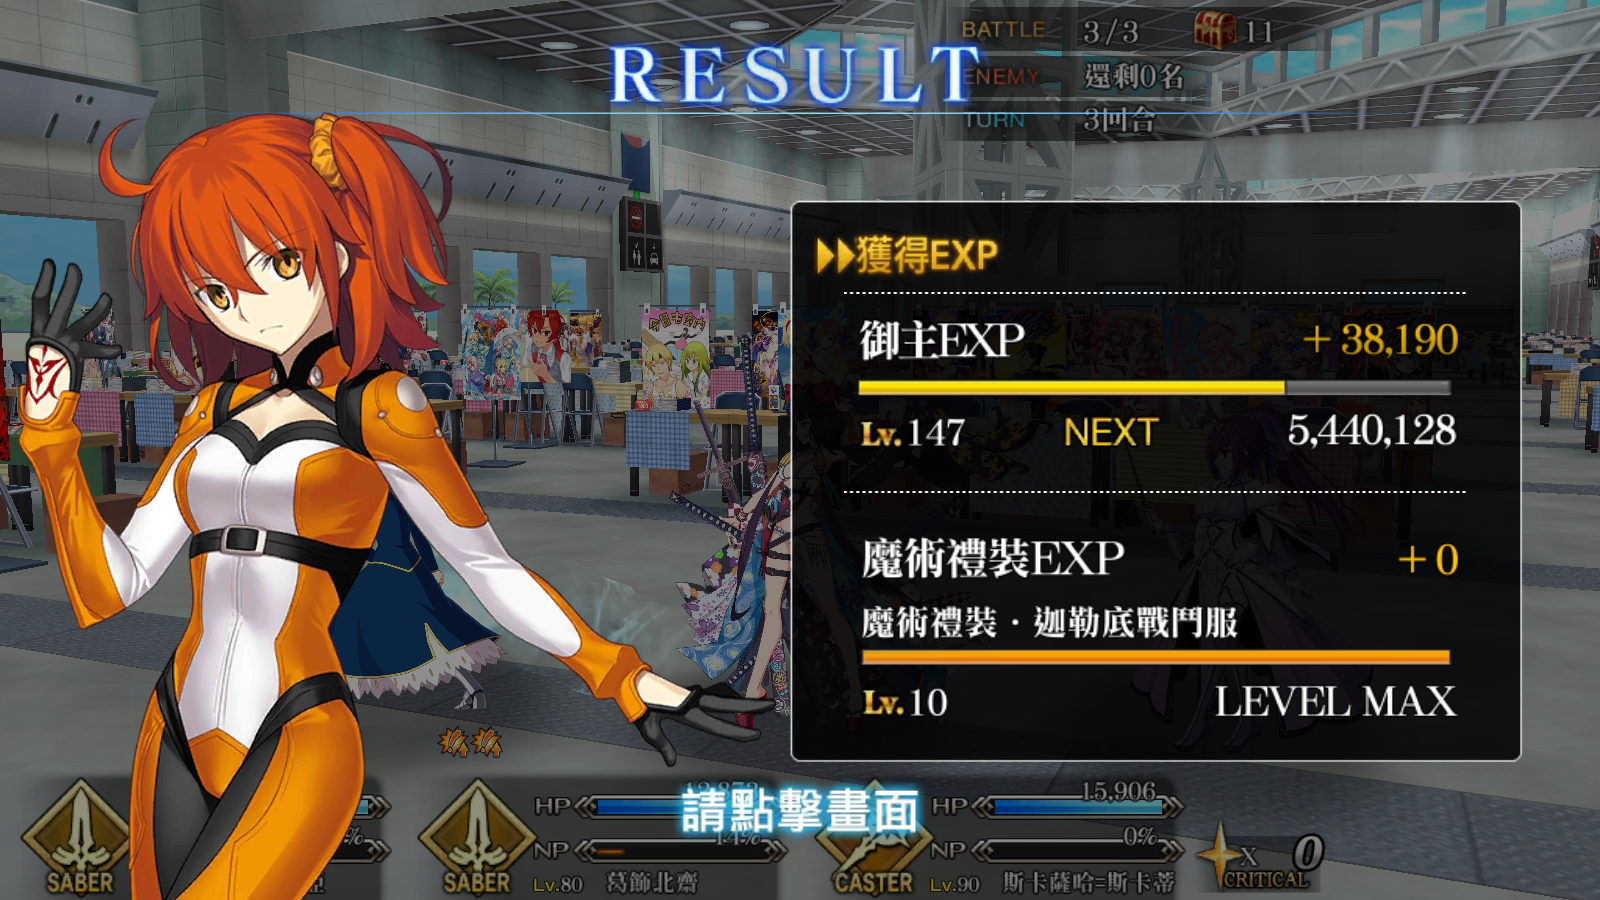 BATTLE 3/3 11
RESULT
ENEMY 還剩0名
TURN 3回合
獲得EXP
御主EXP +38,190
Lv.147 NEXT 5,440,128
魔術禮裝EXP +0
魔術禮裝・迦勒底戰鬥服
Lv.10 LEVEL MAX
請點擊畫面
SABER
%
SABER
HP
NP 14%
Lv.80 葛飾北齋
CASTER
HP 15,906
NP 0%
Lv.90 斯卡薩哈=斯卡蒂
X 0
CRITICAL